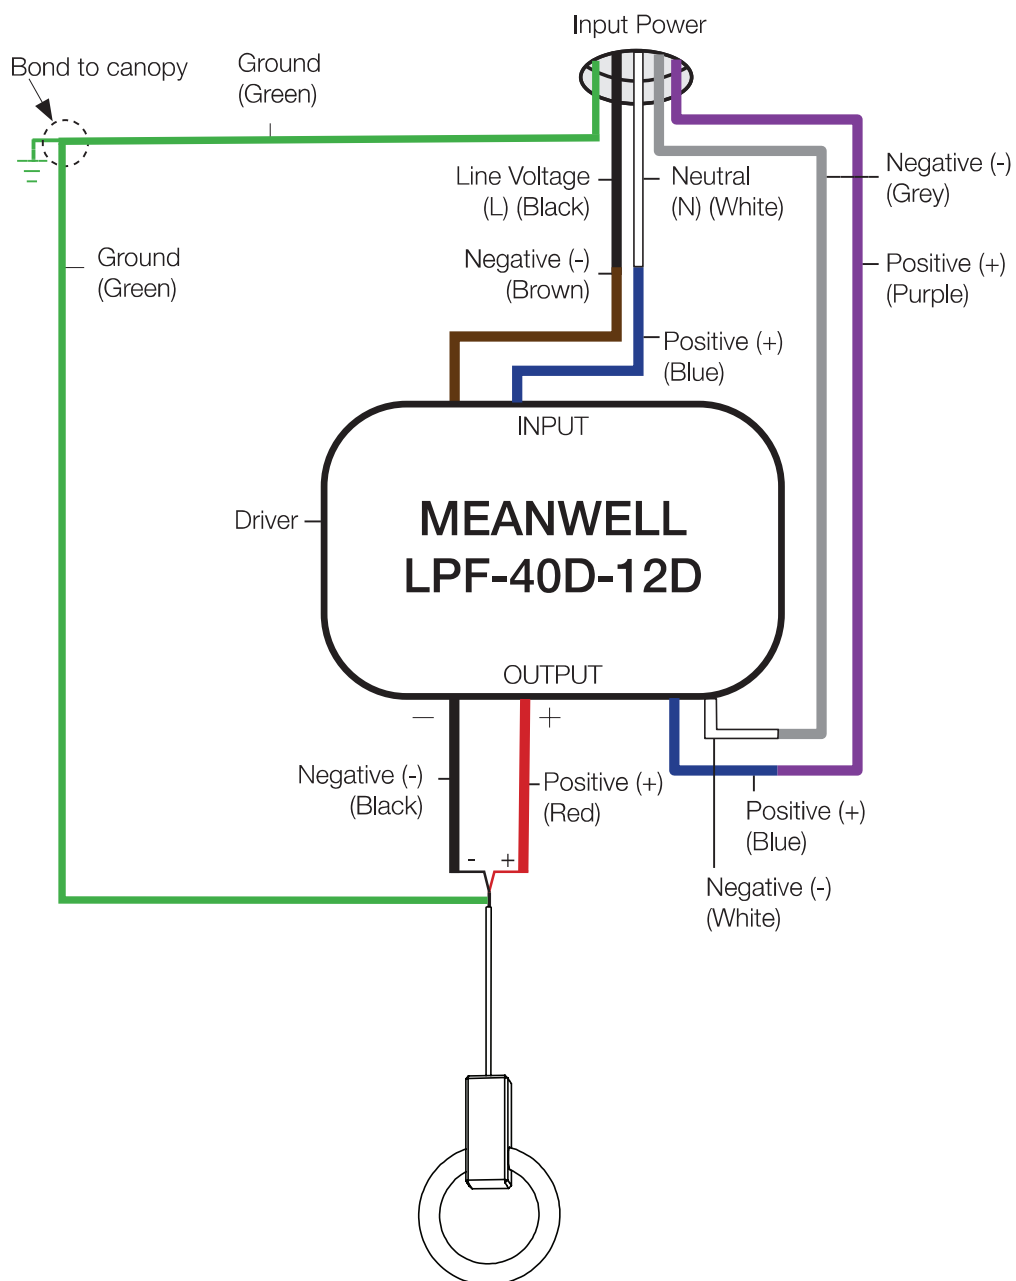 Input Power
Bond to canopy
Ground
(Green)
Line Voltage
(L) (Black)
Neutral
(N) (White)
Negative (-)
(Grey)
Ground
(Green)
Negative (-)
(Brown)
Positive (+)
(Purple)
Positive (+)
(Blue)
INPUT
Driver
MEANWELL
LPF-40D-12D
OUTPUT
— +
Negative (-)
(Black)
Positive (+)
(Red)
Positive (+)
(Blue)
- +
Negative (-)
(White)